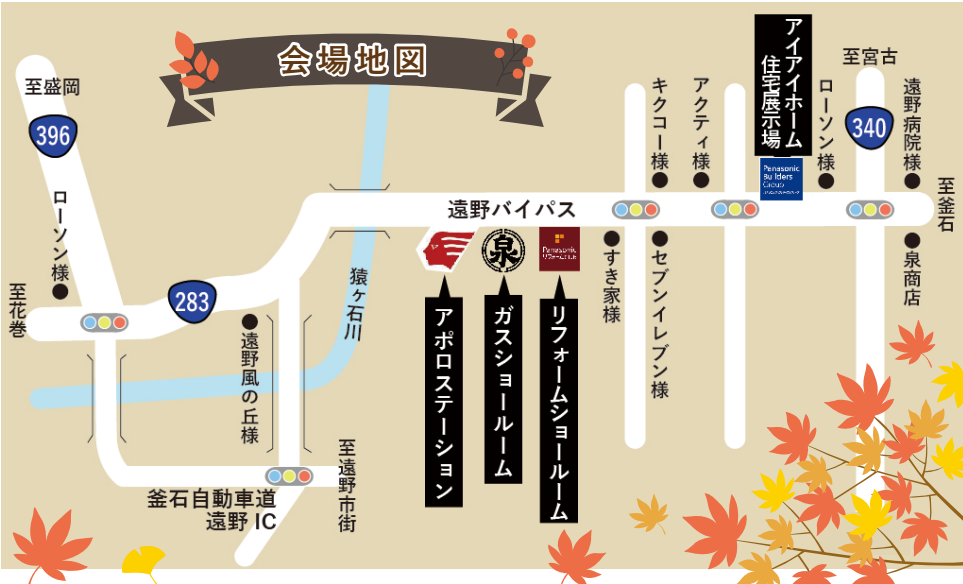 会場地図
至盛岡
396
ローソン様
至花巻
283
遠野風の丘様
釜石自動車道
遠野 IC
至遠野市街
猿ヶ石川
遠野バイパス
アポロステーション
泉
ガスショールーム
Panasonic
リフォームショールーム
すき家様
セブンイレブン様
キクコー様
アクティ様
アイアイホーム
住宅展示場
Panasonic
Builders
Group
ローソン様
至宮古
340
遠野病院様
至釜石
泉商店